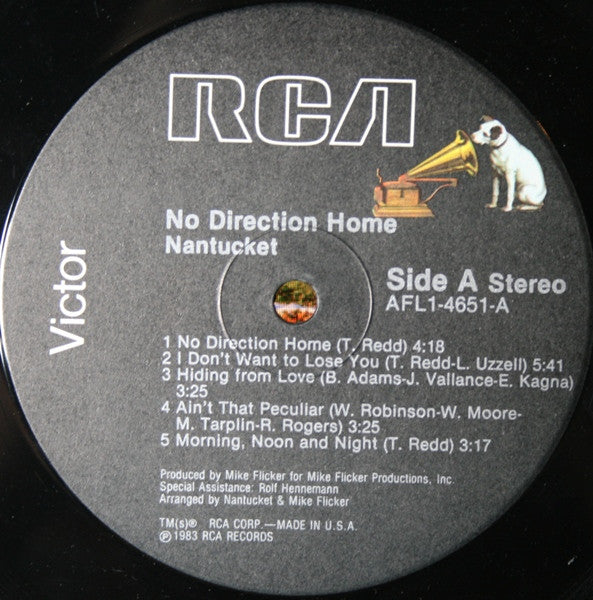 RCA
No Direction Home
Nantucket
Victor
Side A Stereo
AFL1-4651-A
1 No Direction Home (T. Redd) 4:18
2 I Don't Want to Lose You (T. Redd-L. Uzzell) 5:41
3 Hiding from Love (B. Adams-J. Vallance-E. Kagna)
3:25
4 Ain't That Peculiar (W. Robinson-W. Moore-
M. Tarplin-R. Rogers) 3:25
5 Morning, Noon and Night (T. Redd) 3:17
Produced by Mike Flicker for Mike Flicker Productions, Inc.
Special Assistance: Rolf Hennemann
Arranged by Nantucket & Mike Flicker
TM(s)® RCA CORP.—MADE IN U.S.A.
℗1983 RCA RECORDS